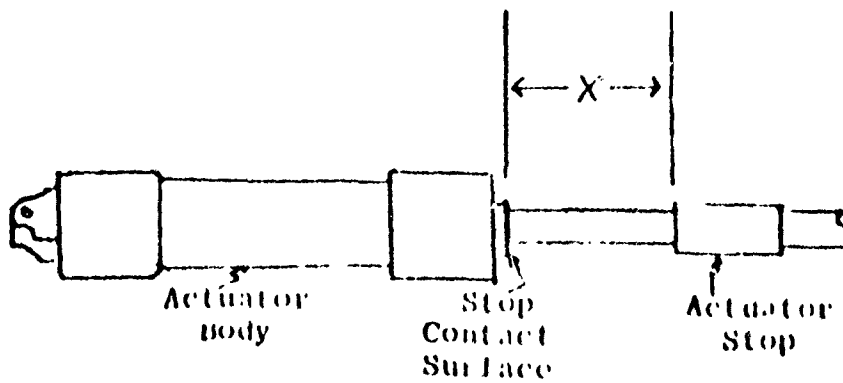 X
Actuator
Body
Stop
Contact
Surface
Actuator
Stop